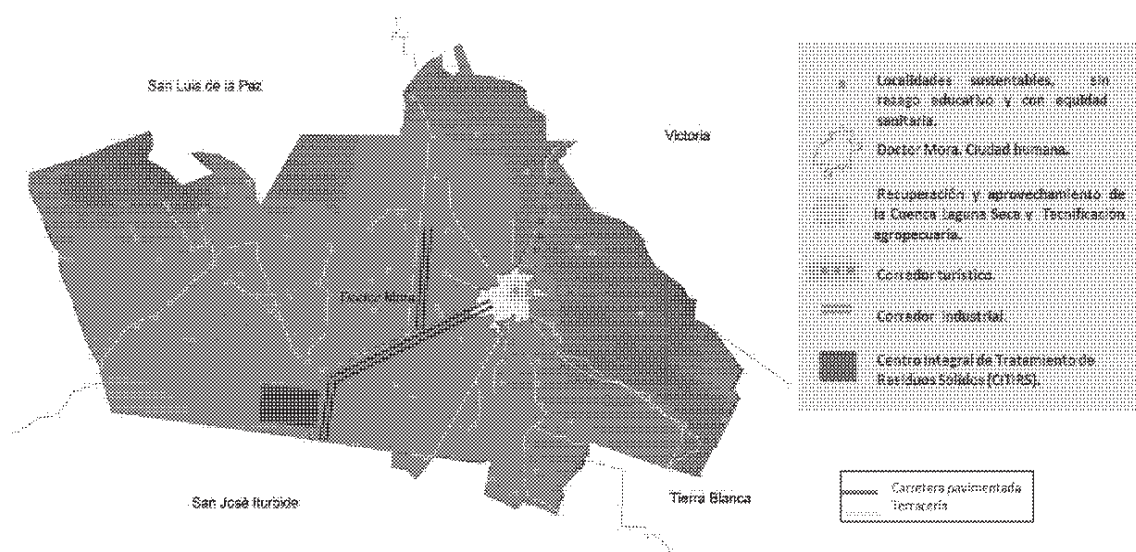 San Luis de la Paz
Victoria
Doctor Mora
San José Iturbide
Tierra Blanca
Localidades sustentables, sin
rezago educativo y con equidad
sanitaria.
Doctor Mora. Ciudad humana.
Recuperación y aprovechamiento de
la Cuenca Laguna Seca y Tecnificación
agropecuaria.
Corredor turístico.
Corredor industrial.
Centro Integral de Tratamiento de
Residuos Sólidos (CITIRS).
Carretera pavimentada
Terracería